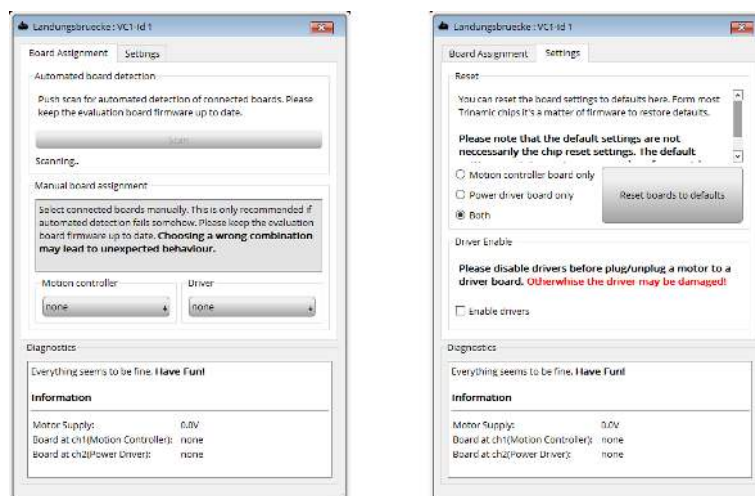 Landungsbruecke : VC1-Id 1
Board Assignment Settings
Automated board detection
Push scan for automated detection of connected boards. Please
keep the evaluation board firmware up to date.
Scan
Scanning..
Manual board assignment
Select connected boards manually. This is only recommended if
automated detection fails somehow. Please keep the evaluation
board firmware up to date. Choosing a wrong combination
may lead to unexpected behaviour.
Motion controller Driver
none none
Diagnostics
Everything seems to be fine. Have Fun!
Information
Motor Supply: 0.0V
Board at ch1(Motion Controller): none
Board at ch2(Power Driver): none
Landungsbruecke : VC1-Id 1
Board Assignment Settings
Reset
You can reset the board settings to defaults here. Form most
Trinamic chips it's a matter of firmware to restore defaults.
Please note that the default settings are not
neccessarily the chip reset settings. The default
Motion controller board only
Power driver board only
Both
Reset boards to defaults
Driver Enable
Please disable drivers before plug/unplug a motor to a
driver board. Otherwhise the driver may be damaged!
Enable drivers
Diagnostics
Everything seems to be fine. Have Fun!
Information
Motor Supply: 0.0V
Board at ch1(Motion Controller): none
Board at ch2(Power Driver): none